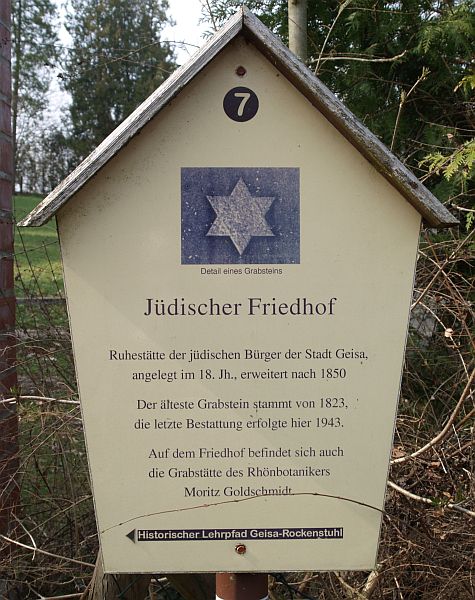 7
Detail eines Grabsteins
Jüdischer Friedhof
Ruhestätte der jüdischen Bürger der Stadt Geisa,
angelegt im 18. Jh., erweitert nach 1850
Der älteste Grabstein stammt von 1823,
die letzte Bestattung erfolgte hier 1943.
Auf dem Friedhof befindet sich auch
die Grabstätte des Rhönbotanikers
Moritz Goldschmidt.
Historischer Lehrpfad Geisa-Rockenstuhl